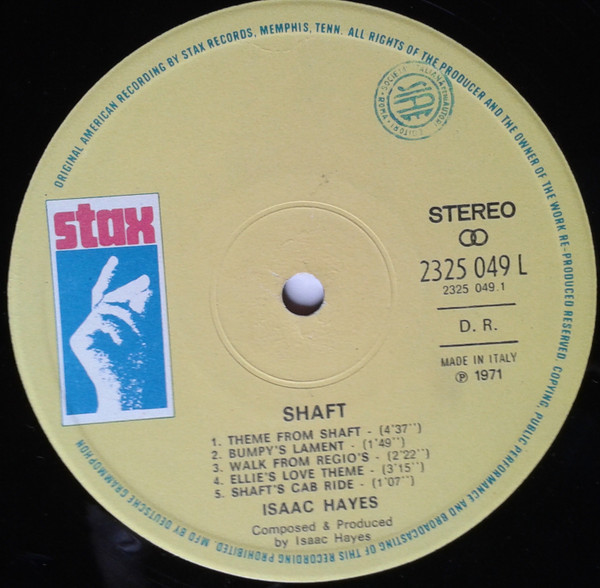 ORIGINAL AMERICAN RECORDING BY STAX RECORDS, MEMPHIS, TENN. ALL RIGHTS OF THE PRODUCER AND THE OWNER OF THE WORK RE-PRODUCED RESERVED. COPYING, PUBLIC PERFORMANCE AND BROADCASTING OF THIS RECORDING PROHIBITED. MFD BY DEUTSCHE GRAMMOPHON
SIAE
stax
STEREO
2325 049 L
2325 049.1
D. R.
MADE IN ITALY
℗ 1971
SHAFT
1. THEME FROM SHAFT - (4'37'')
2. BUMPY'S LAMENT - (1'49'')
3. WALK FROM REGIO'S - (2'22'')
4. ELLIE'S LOVE THEME - (3'15'')
5. SHAFT'S CAB RIDE - (1'07'')
ISAAC HAYES
Composed & Produced
by Isaac Hayes